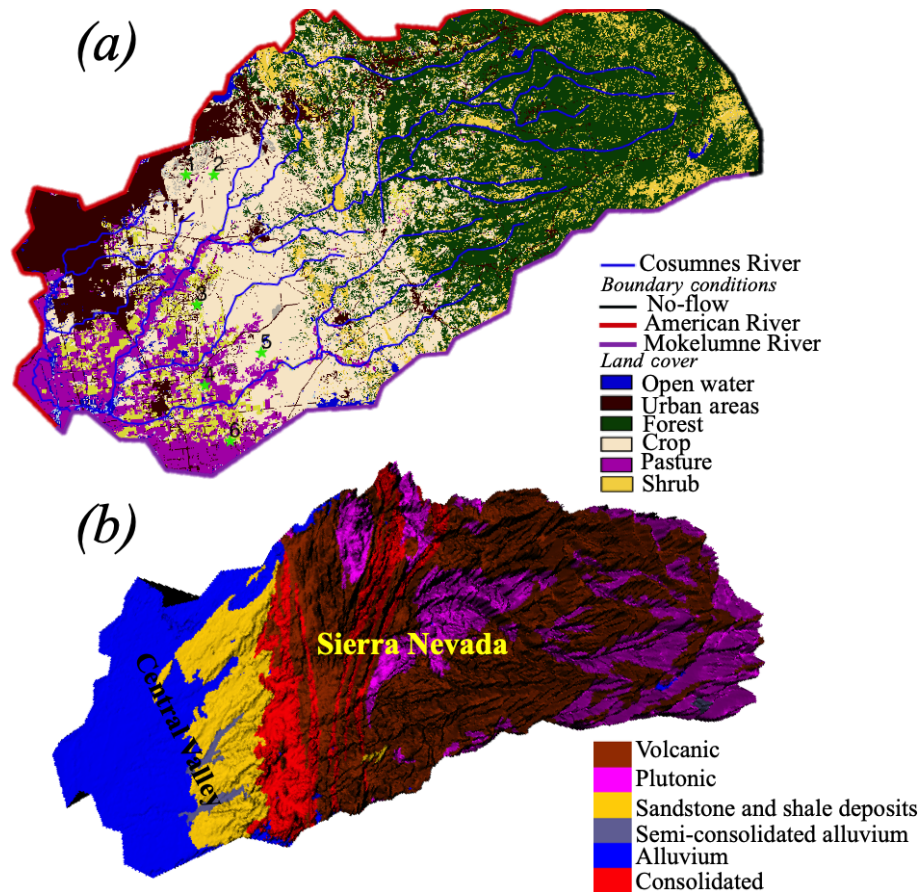 (a)
1 2
3
5
4
6
Cosumnes River
Boundary conditions
No-flow
American River
Mokelumne River
Land cover
Open water
Urban areas
Forest
Crop
Pasture
Shrub
(b)
Sierra Nevada
Central Valley
Volcanic
Plutonic
Sandstone and shale deposits
Semi-consolidated alluvium
Alluvium
Consolidated